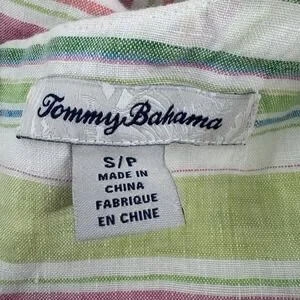 Tommy Bahama
S/P
MADE IN
CHINA
FABRIQUE
EN CHINE